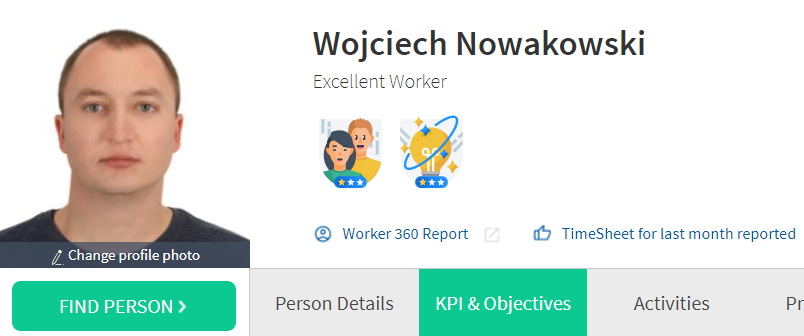 Wojciech Nowakowski
Excellent Worker
Worker 360 Report
TimeSheet for last month reported
Change profile photo
FIND PERSON
Person Details
KPI & Objectives
Activities